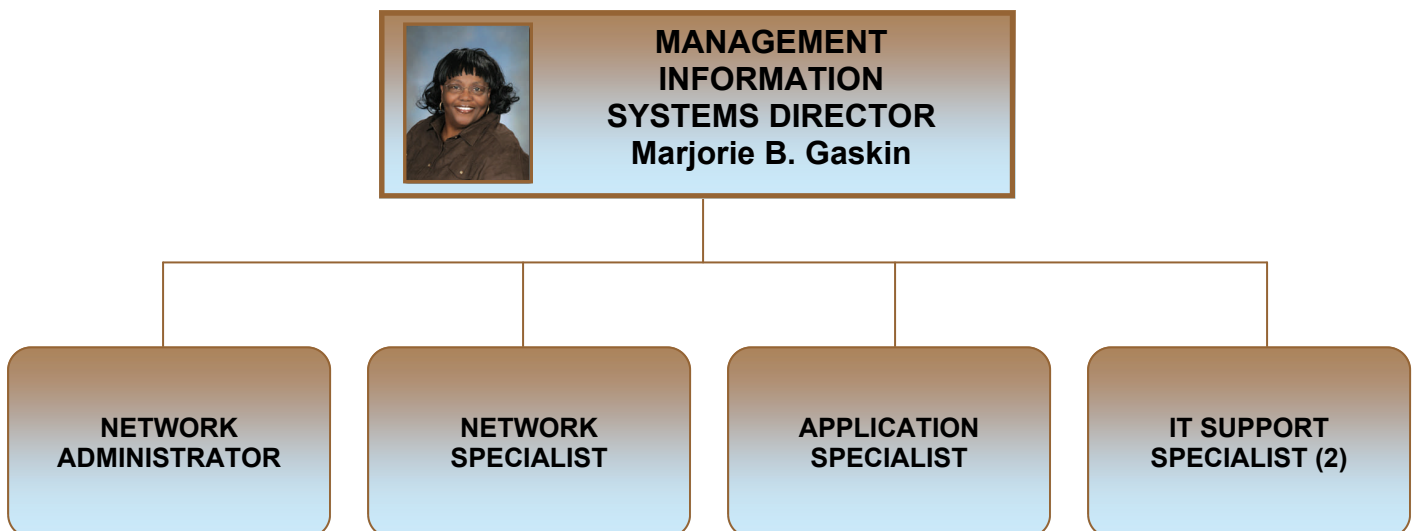 MANAGEMENT
INFORMATION
SYSTEMS DIRECTOR
Marjorie B. Gaskin
NETWORK
ADMINISTRATOR
NETWORK
SPECIALIST
APPLICATION
SPECIALIST
IT SUPPORT
SPECIALIST (2)